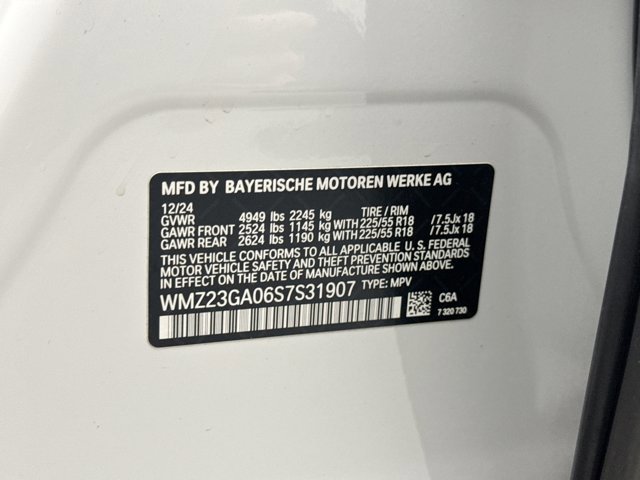 MFD BY BAYERISCHE MOTOREN WERKE AG
12/24 TIRE / RIM
GVWR 4949 lbs 2245 kg
GAWR FRONT 2524 lbs 1145 kg WITH 225/55 R18 /7.5Jx 18
GAWR REAR 2624 lbs 1190 kg WITH 225/55 R18 /7.5Jx 18
THIS VEHICLE CONFORMS TO ALL APPLICABLE U. S. FEDERAL
MOTOR VEHICLE SAFETY AND THEFT PREVENTION STANDARDS
IN EFFECT ON THE DATE OF MANUFACTURE SHOWN ABOVE.
WMZ23GA06S7S31907 TYPE: MPV
C6A
7 320 730